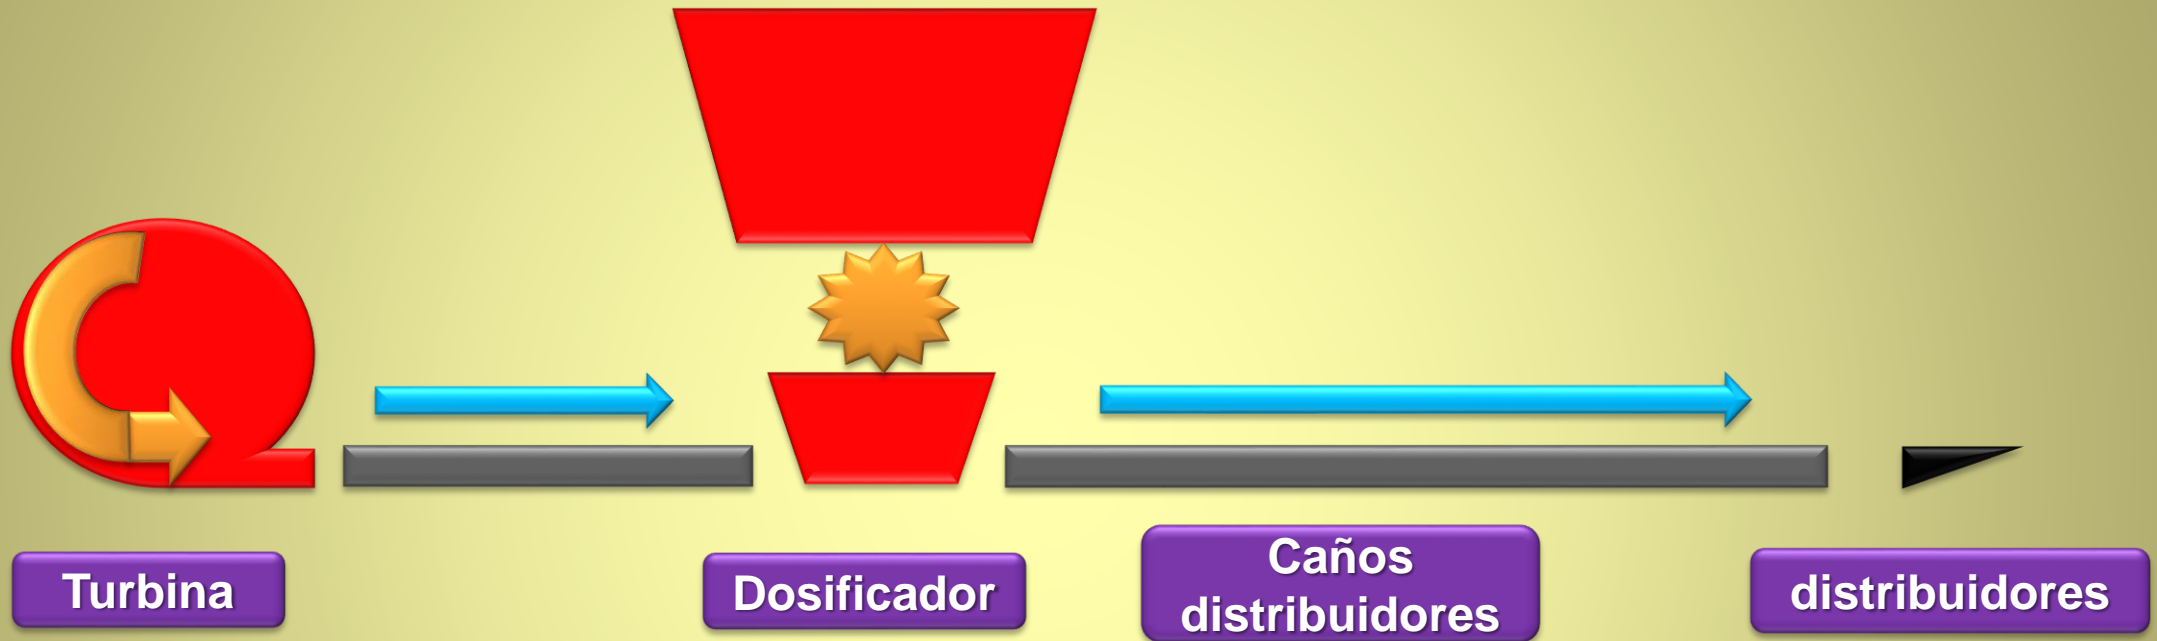 Turbina
Dosificador
Caños
distribuidores
distribuidores